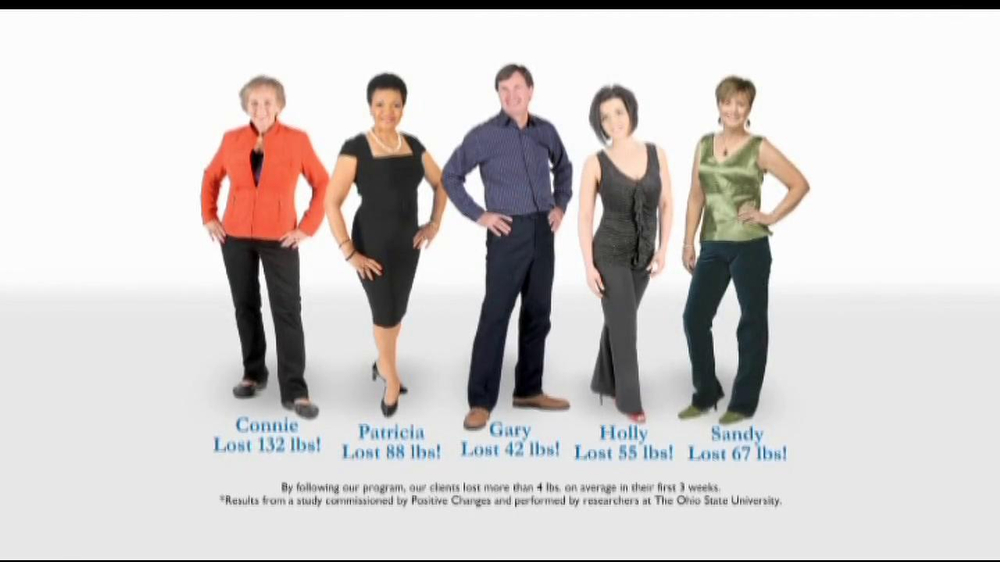 Connie
Lost 132 lbs!
Patricia
Lost 88 lbs!
Gary
Lost 42 lbs!
Holly
Lost 55 lbs!
Sandy
Lost 67 lbs!
By following our program, our clients lost more than 4 lbs. on average in their first 3 weeks.
*Results from a study commissioned by Positive Changes and performed by researchers at The Ohio State University.